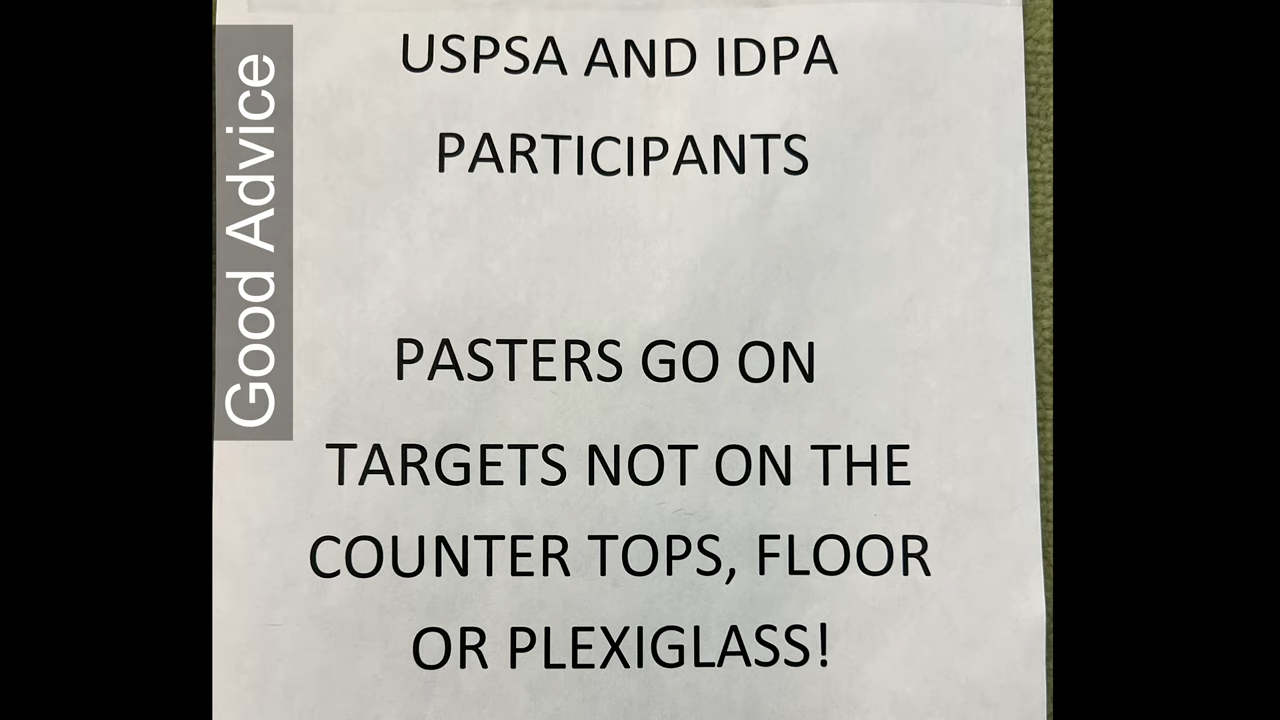 Good Advice
USPSA AND IDPA
PARTICIPANTS
PASTERS GO ON
TARGETS NOT ON THE
COUNTER TOPS, FLOOR
OR PLEXIGLASS!